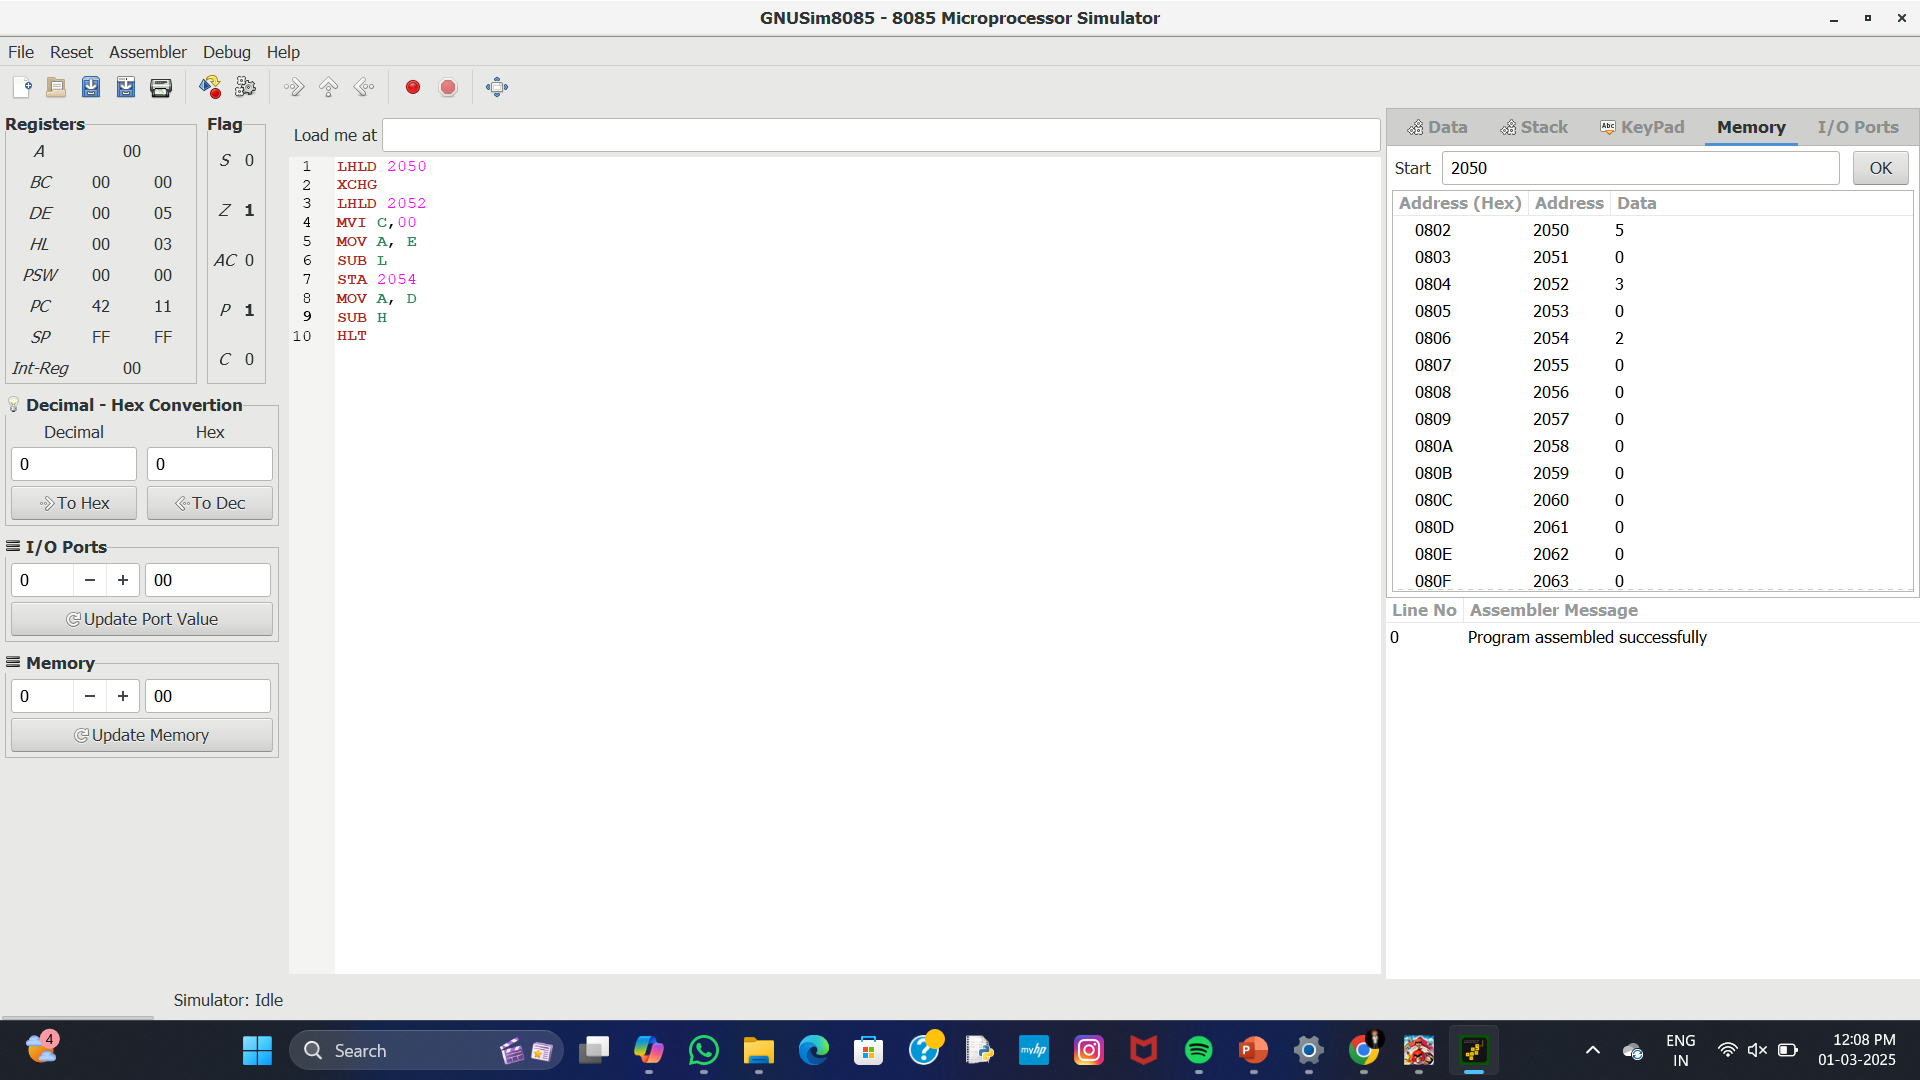 GNUSim8085 - 8085 Microprocessor Simulator
File Reset Assembler Debug Help
Registers
A 00
BC 00 00
DE 00 05
HL 00 03
PSW 00 00
PC 42 11
SP FF FF
Int-Reg 00
Flag
S 0
Z 1
AC 0
P 1
C 0
Decimal - Hex Convertion
Decimal Hex
0 0
To Hex To Dec
I/O Ports
0 − + 00
Update Port Value
Memory
0 − + 00
Update Memory
Load me at
1 LHLD 2050
2 XCHG
3 LHLD 2052
4 MVI C,00
5 MOV A, E
6 SUB L
7 STA 2054
8 MOV A, D
9 SUB H
10 HLT
Data Stack Abc KeyPad Memory I/O Ports
Start 2050 OK
Address (Hex) Address Data
0802 2050 5
0803 2051 0
0804 2052 3
0805 2053 0
0806 2054 2
0807 2055 0
0808 2056 0
0809 2057 0
080A 2058 0
080B 2059 0
080C 2060 0
080D 2061 0
080E 2062 0
080F 2063 0
Line No Assembler Message
0 Program assembled successfully
Simulator: Idle
4
Search
myhp
ENG
IN
12:08 PM
01-03-2025